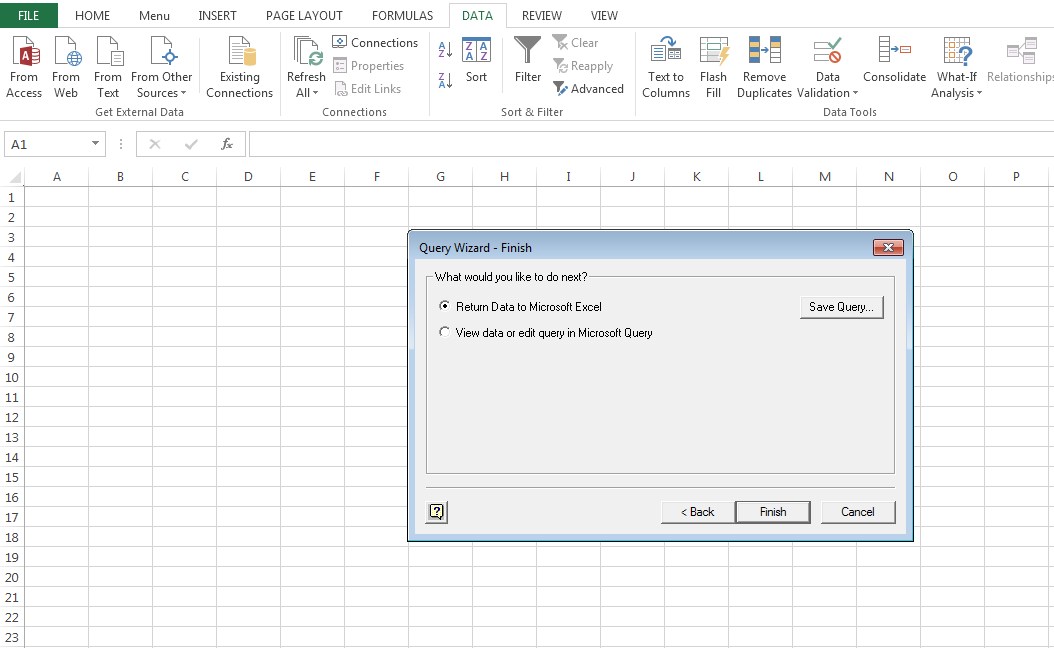 FILE HOME Menu INSERT PAGE LAYOUT FORMULAS DATA REVIEW VIEW
From Access
From Web
From Text
From Other Sources
Existing Connections
Get External Data
Refresh All
Connections
Properties
Edit Links
Connections
Sort
Filter
Clear
Reapply
Advanced
Sort & Filter
Text to Columns
Flash Fill
Remove Duplicates
Data Validation
Consolidate
What-If Analysis
Relationships
Data Tools
A1
fx
A B C D E F G H I J K L M N O P
1
2
3
4
5
6
7
8
9
10
11
12
13
14
15
16
17
18
19
20
21
22
23
Query Wizard - Finish
What would you like to do next?
Return Data to Microsoft Excel
Save Query...
View data or edit query in Microsoft Query
< Back Finish Cancel